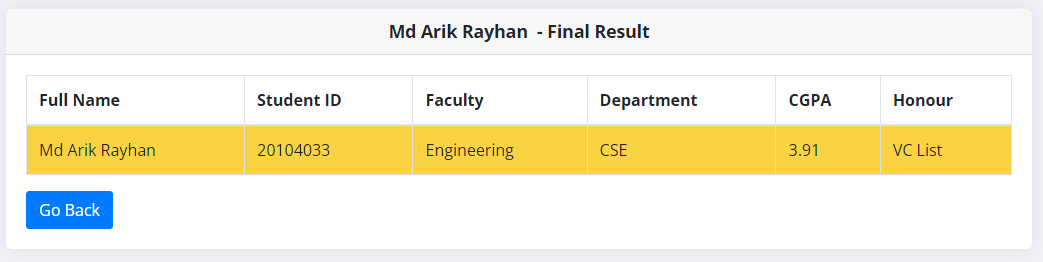 Md Arik Rayhan - Final Result
Full Name Student ID Faculty Department CGPA Honour
Md Arik Rayhan 20104033 Engineering CSE 3.91 VC List
Go Back